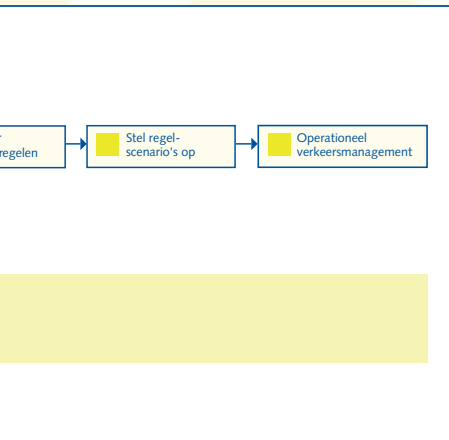 regelen
Stel regel-
scenario's op
Operationeel
verkeersmanagement